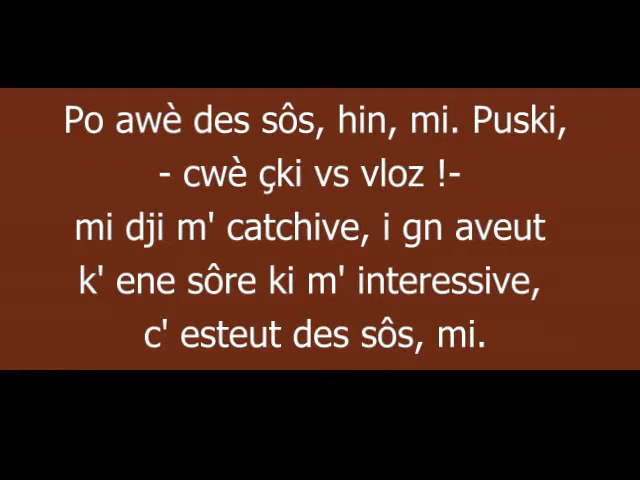 Po awè des sôs, hin, mi. Puski,
- cwè çki vs vloz !-
mi dji m' catchive, i gn aveut
k' ene sôre ki m' interessive,
c' esteut des sôs, mi.